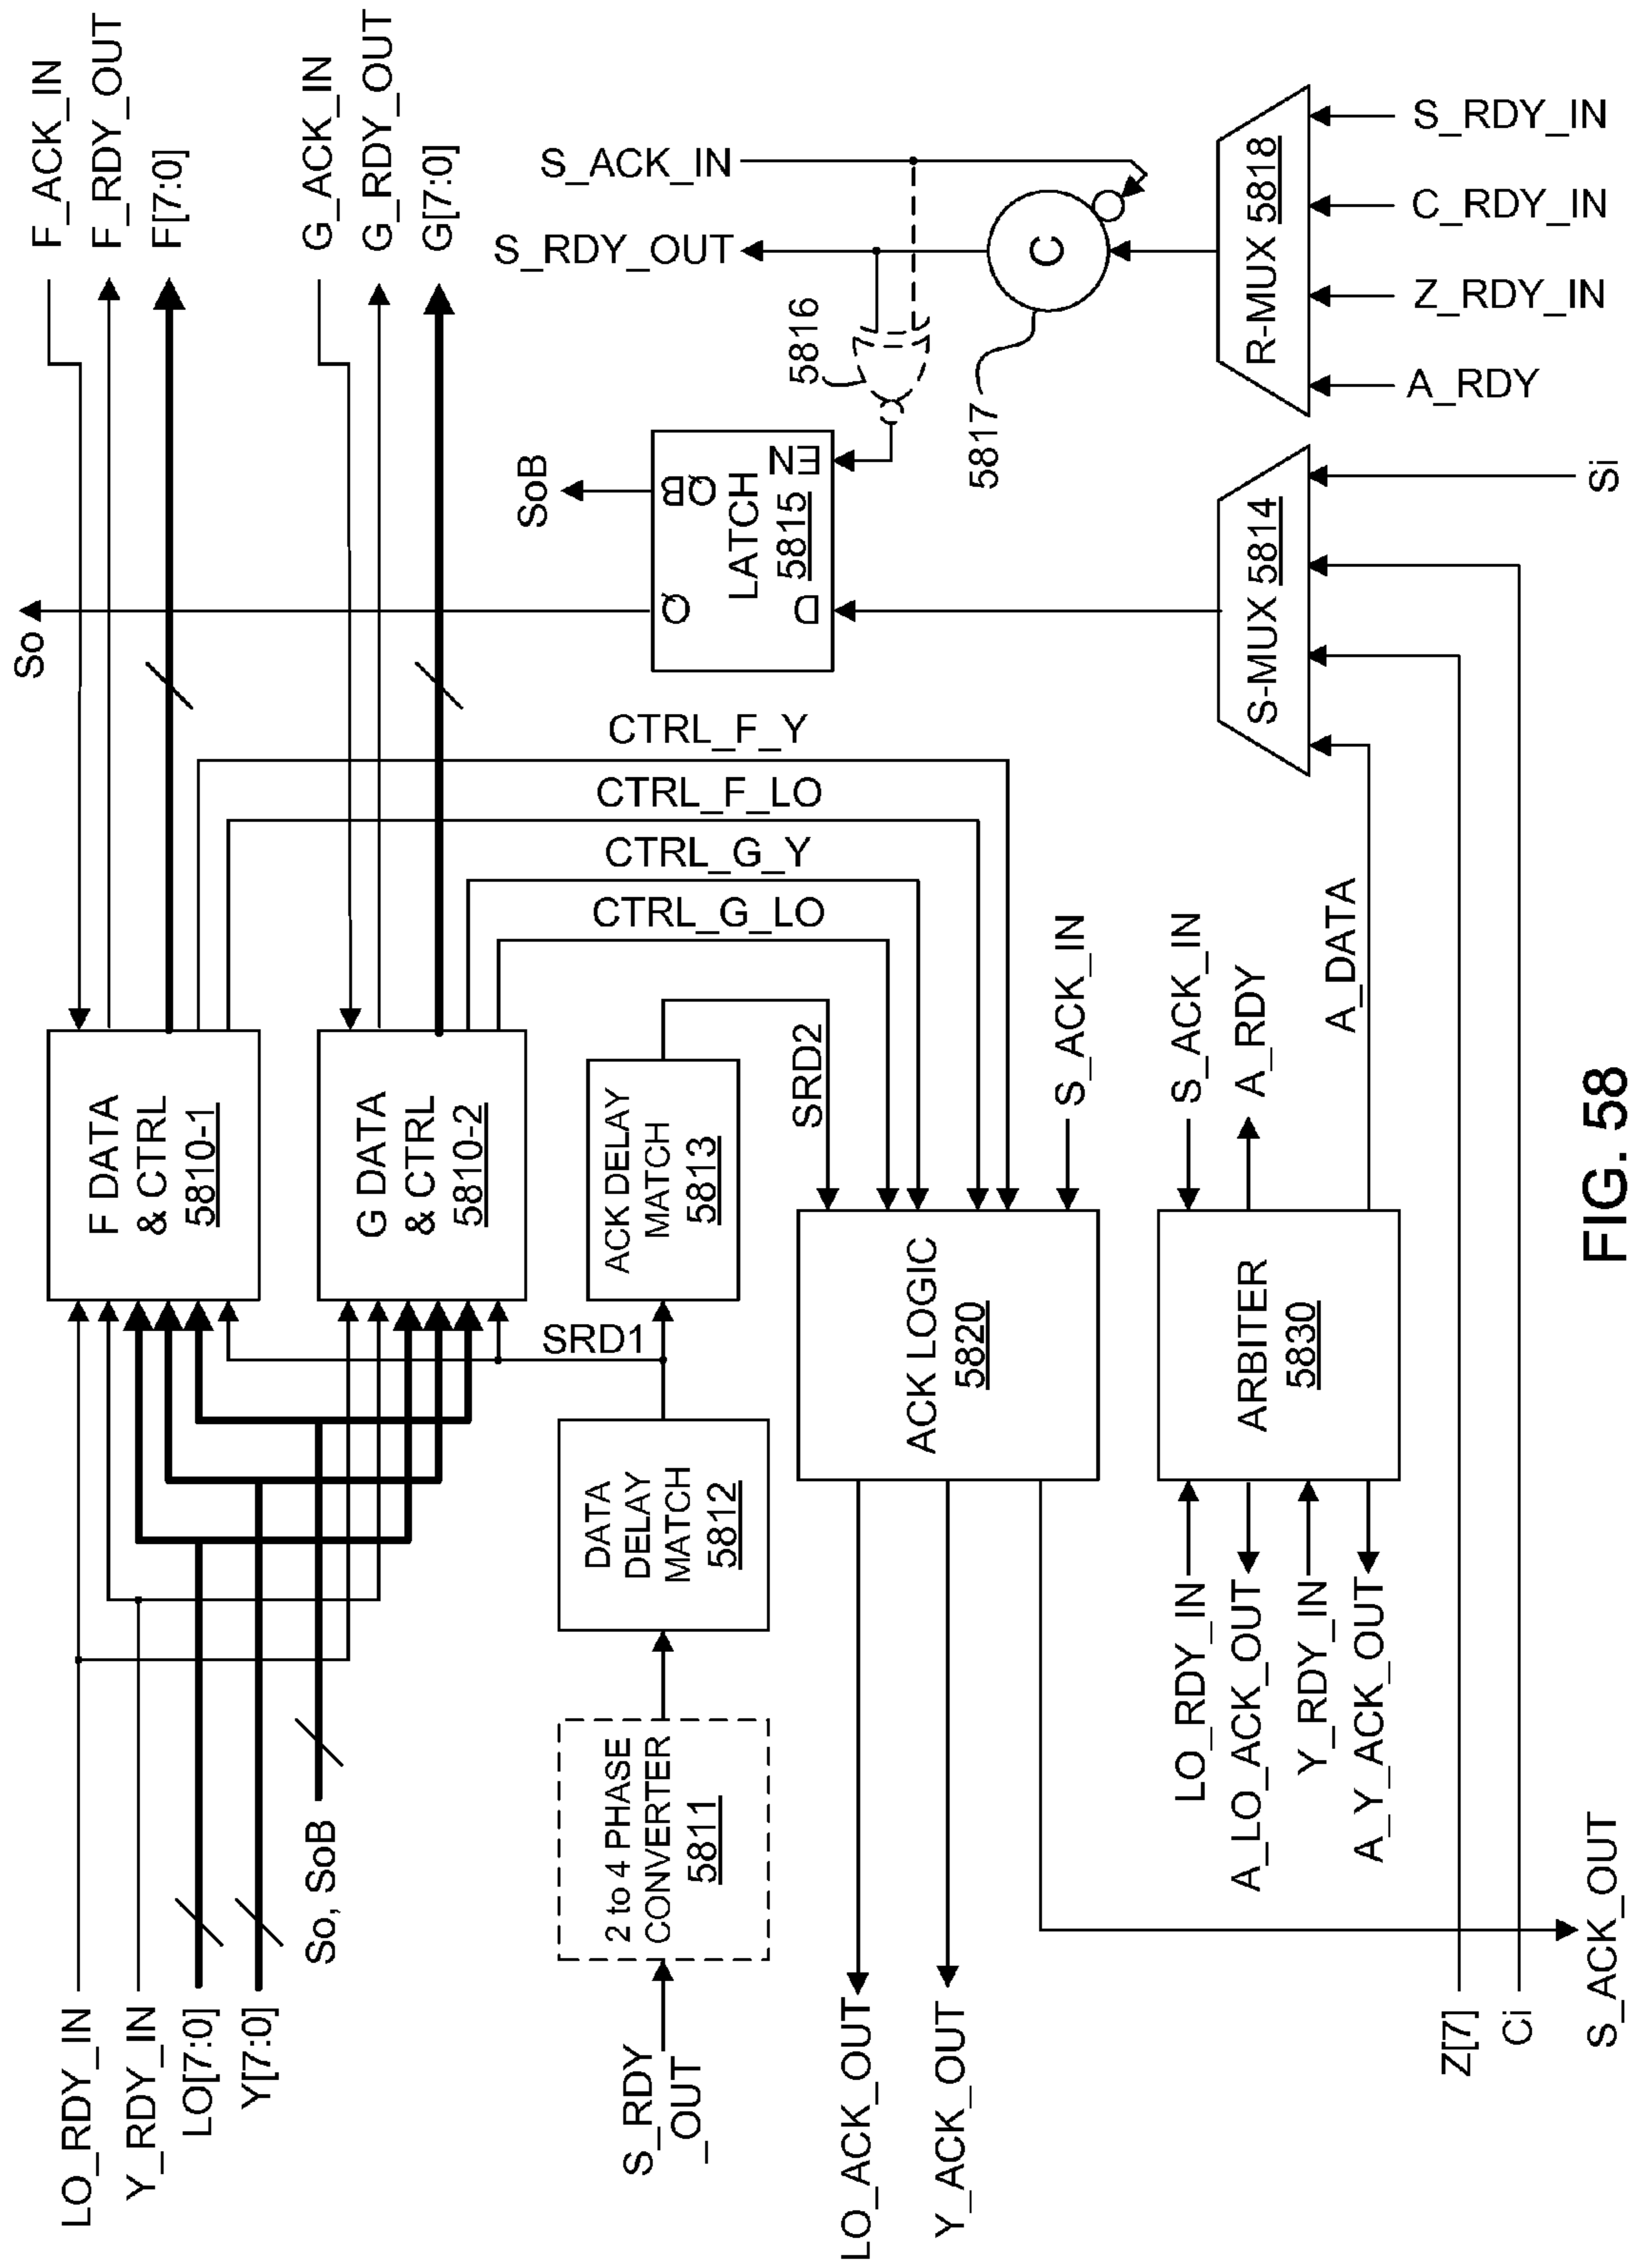 LO_RDY_IN
Y_RDY_IN
LO[7:0]
Y[7:0]
So, SoB
F DATA
& CTRL
5810-1
F_ACK_IN
F_RDY_OUT
F[7:0]
G DATA
& CTRL
5810-2
G_ACK_IN
G_RDY_OUT
G[7:0]
So
S_RDY
_OUT
2 to 4 PHASE
CONVERTER
5811
DATA
DELAY
MATCH
5812
SRD1
ACK DELAY
MATCH
5813
SRD2
CTRL_F_Y
CTRL_F_LO
CTRL_G_Y
CTRL_G_LO
SoB
Q
QB
D
EN
LATCH
5815
S_ACK_IN
S_RDY_OUT
5816
C
5817
LO_ACK_OUT
Y_ACK_OUT
ACK LOGIC
5820
S_ACK_IN
LO_RDY_IN
A_LO_ACK_OUT
Y_RDY_IN
A_Y_ACK_OUT
ARBITER
5830
S_ACK_IN
A_RDY
A_DATA
S-MUX 5814
R-MUX 5818
A_RDY
Z_RDY_IN
C_RDY_IN
S_RDY_IN
Z[7]
Ci
Si
S_ACK_OUT
FIG. 58